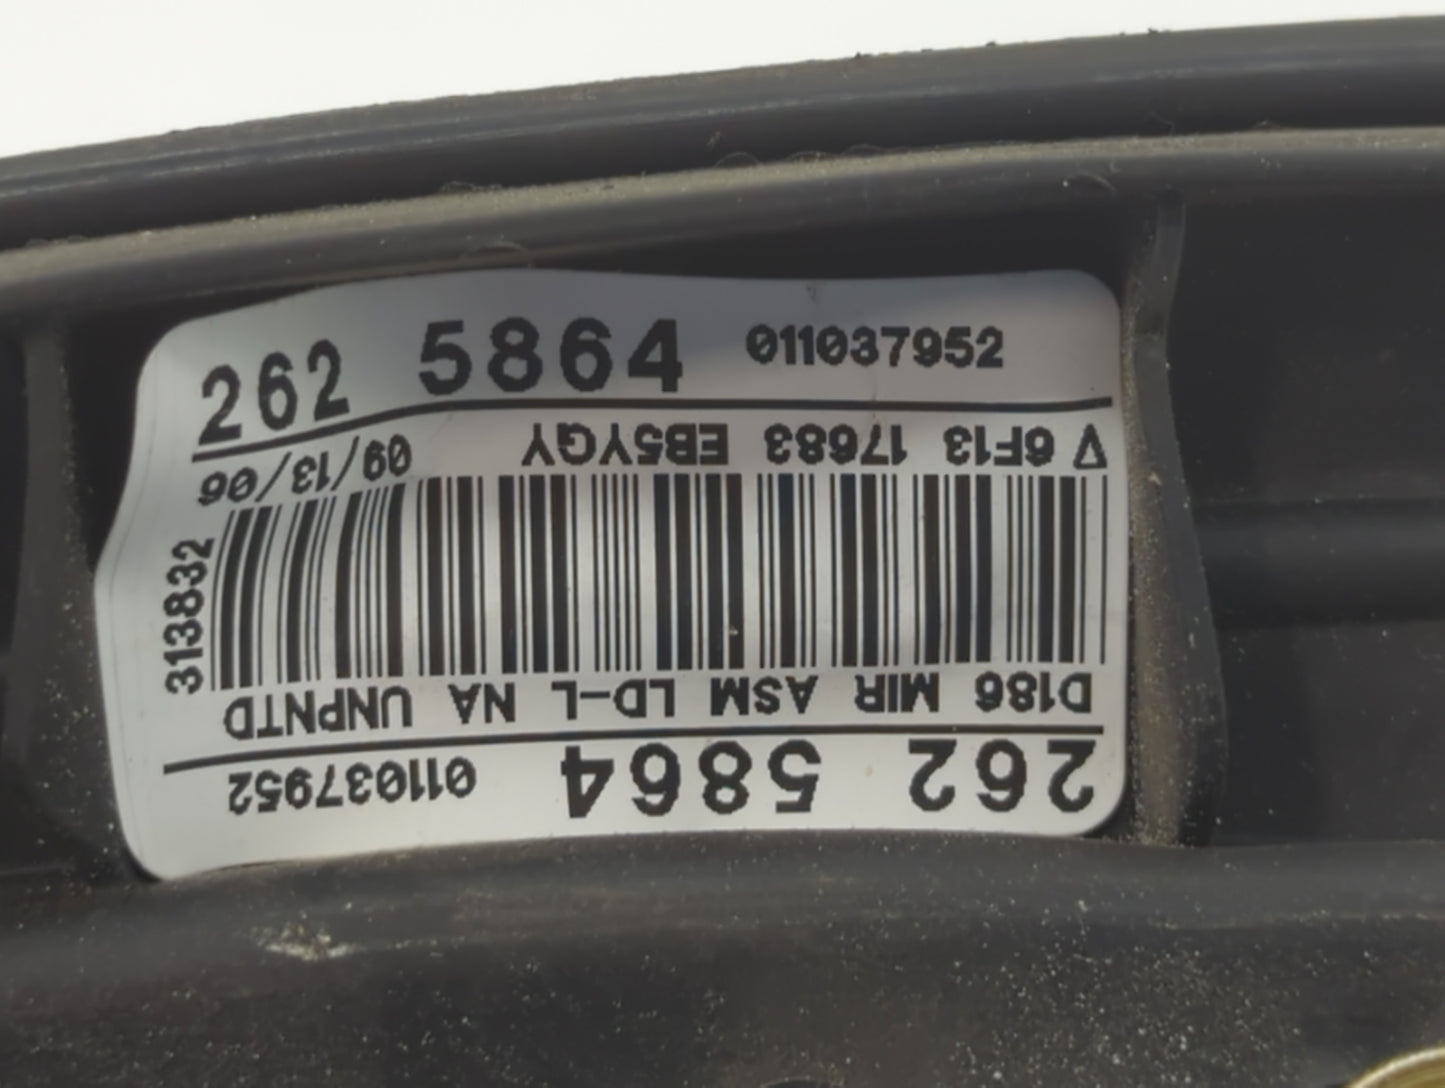 262 5864 011037952
∇ 6F13 17683 EB5YGY 09/13/06
313832
D186 MIR ASM LD-L NA UNPNTD
262 5864 011037952